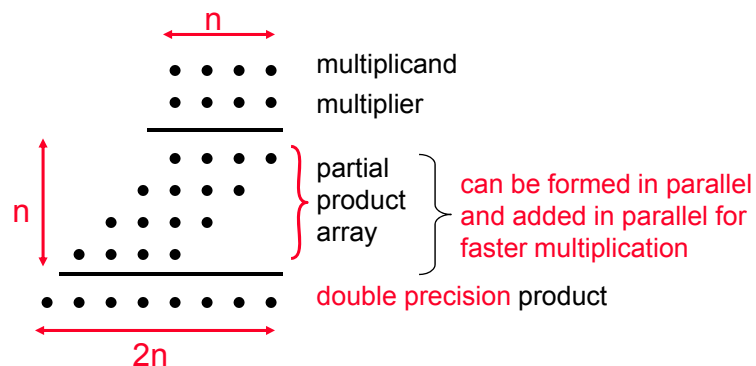 n
multiplicand
multiplier
n
partial
product
array
can be formed in parallel
and added in parallel for
faster multiplication
double precision product
2n